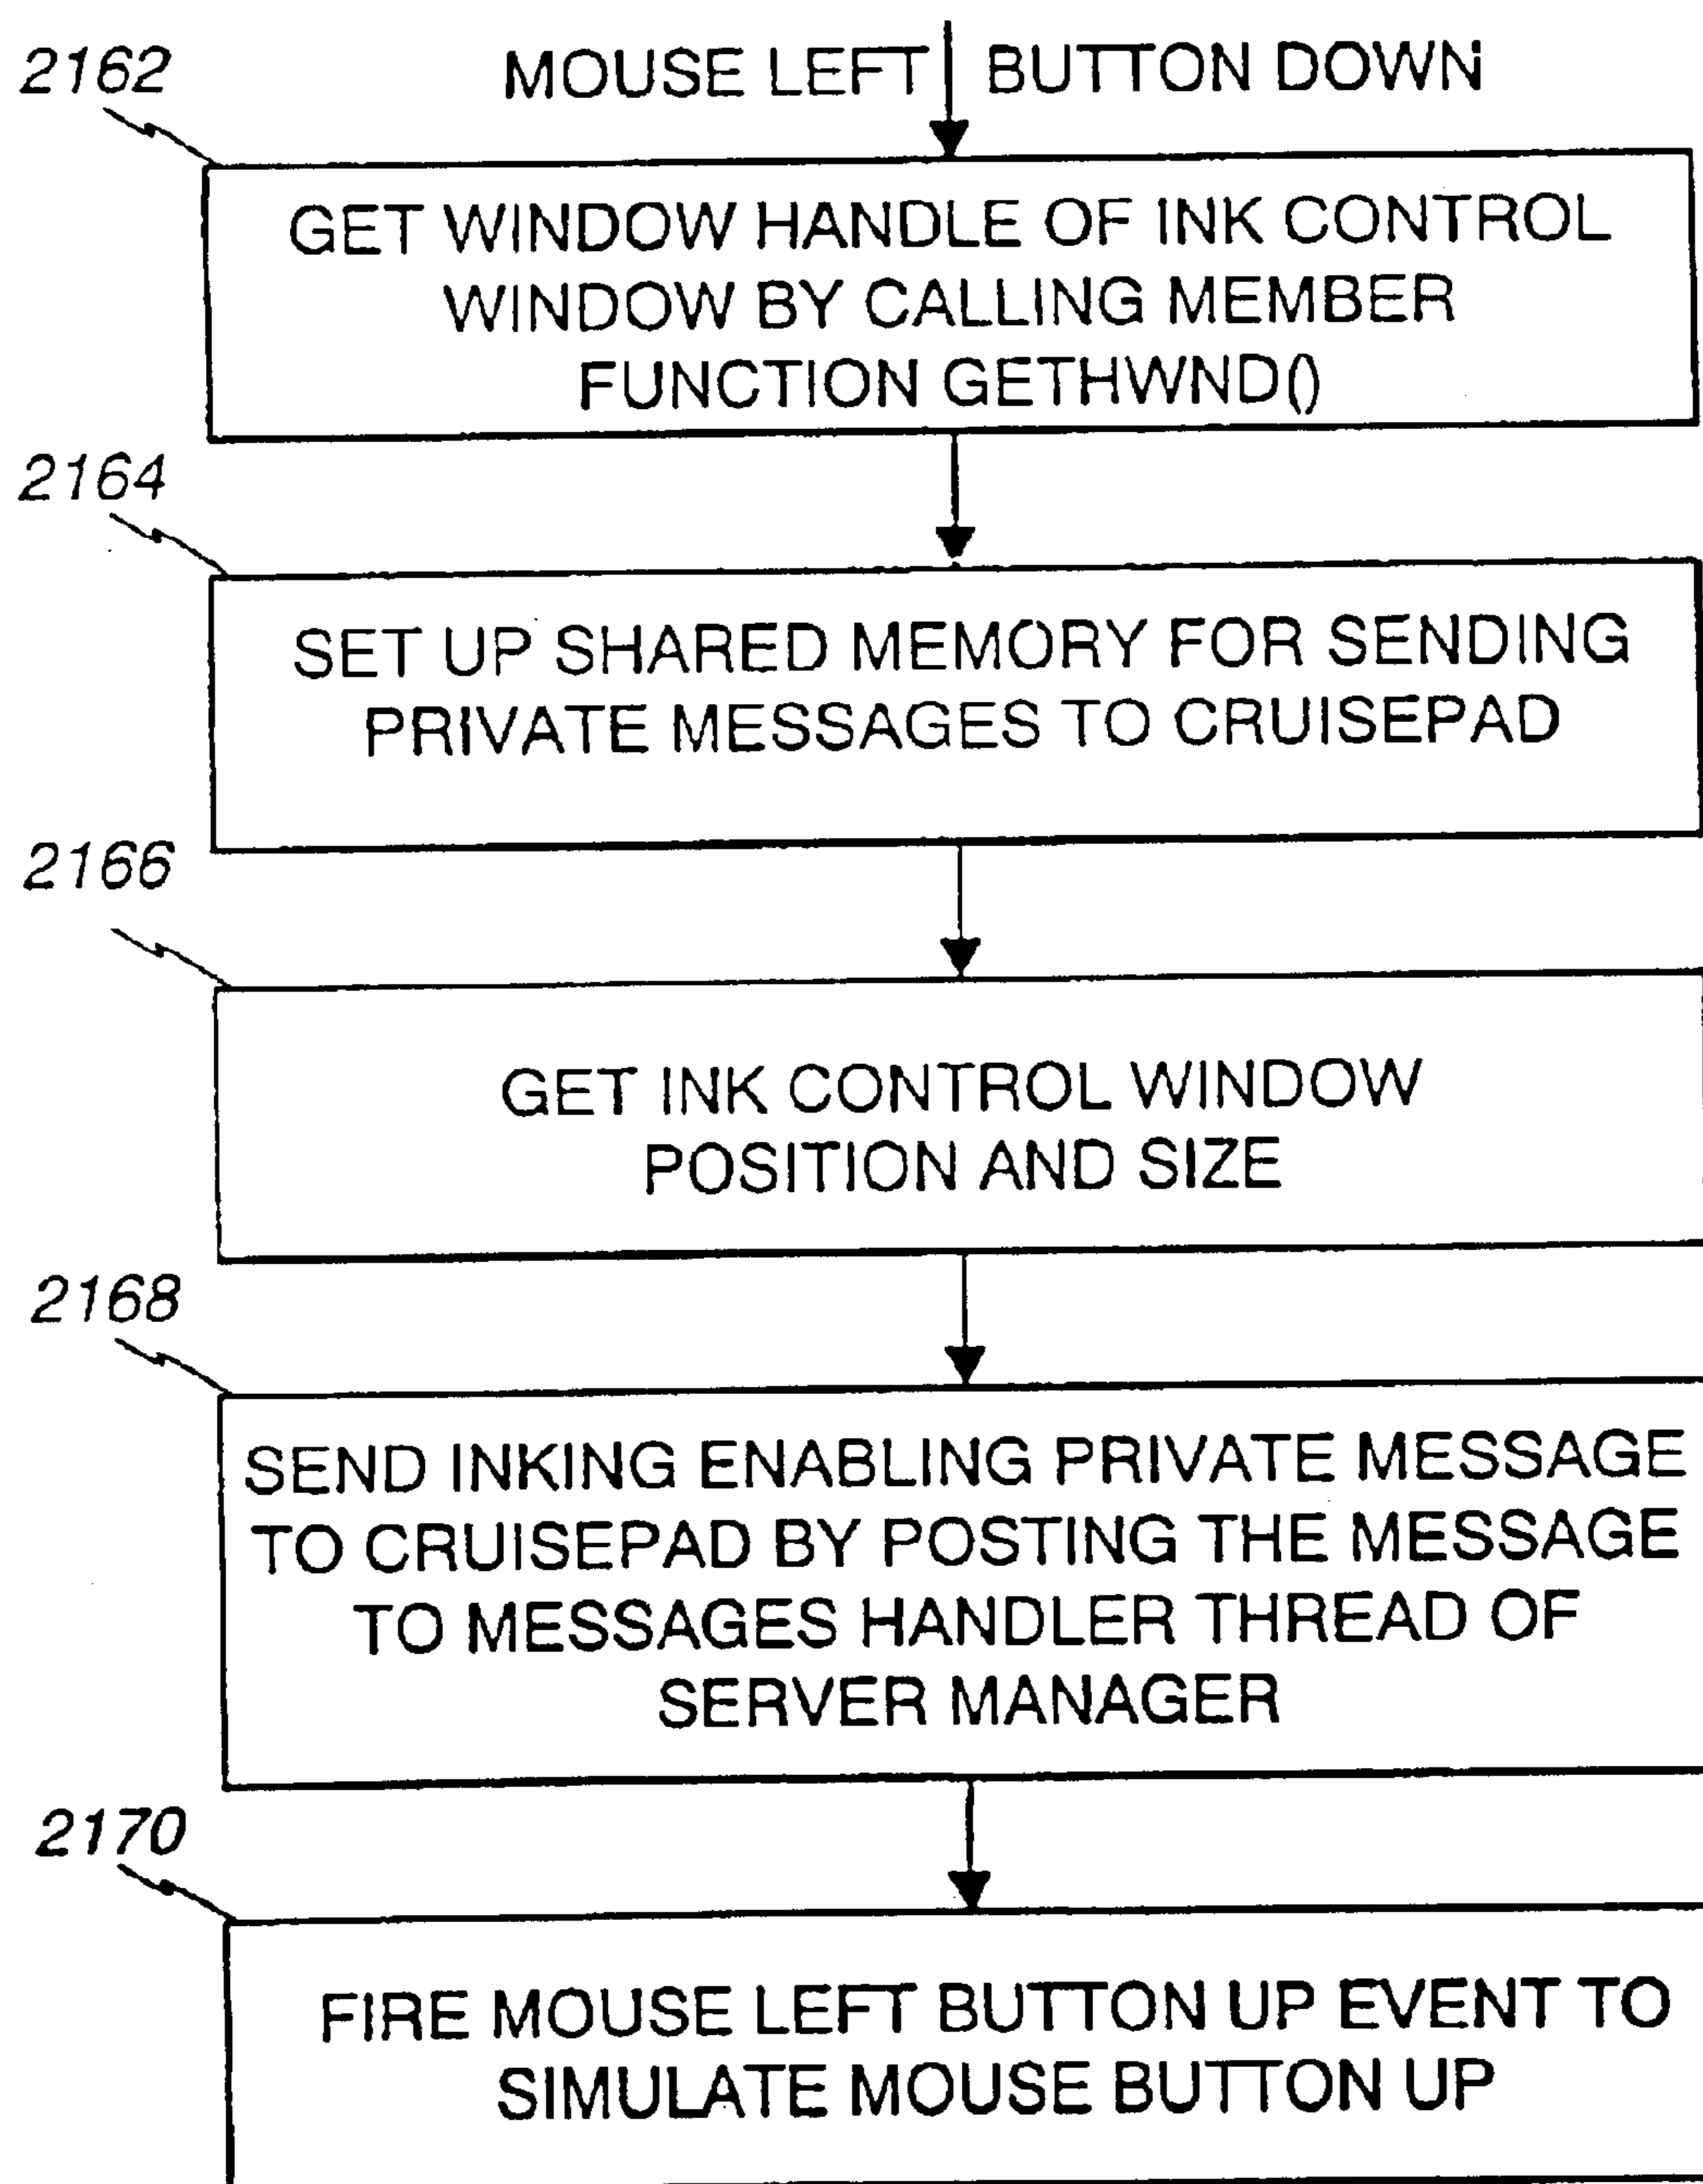 2162
MOUSE LEFT BUTTON DOWN
GET WINDOW HANDLE OF INK CONTROL
WINDOW BY CALLING MEMBER
FUNCTION GETHWND()
2164
SET UP SHARED MEMORY FOR SENDING
PRIVATE MESSAGES TO CRUISEPAD
2166
GET INK CONTROL WINDOW
POSITION AND SIZE
2168
SEND INKING ENABLING PRIVATE MESSAGE
TO CRUISEPAD BY POSTING THE MESSAGE
TO MESSAGES HANDLER THREAD OF
SERVER MANAGER
2170
FIRE MOUSE LEFT BUTTON UP EVENT TO
SIMULATE MOUSE BUTTON UP